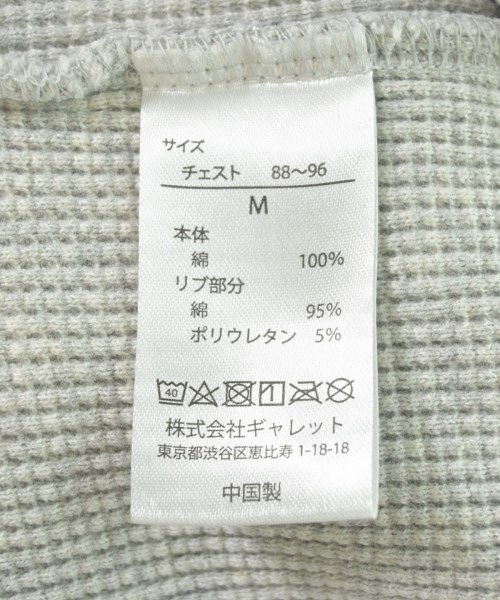 サイズ
チェスト 88～96
M
本体
綿 100%
リブ部分
綿 95%
ポリウレタン 5%
40
株式会社ギャレット
東京都渋谷区恵比寿 1-18-18
中国製